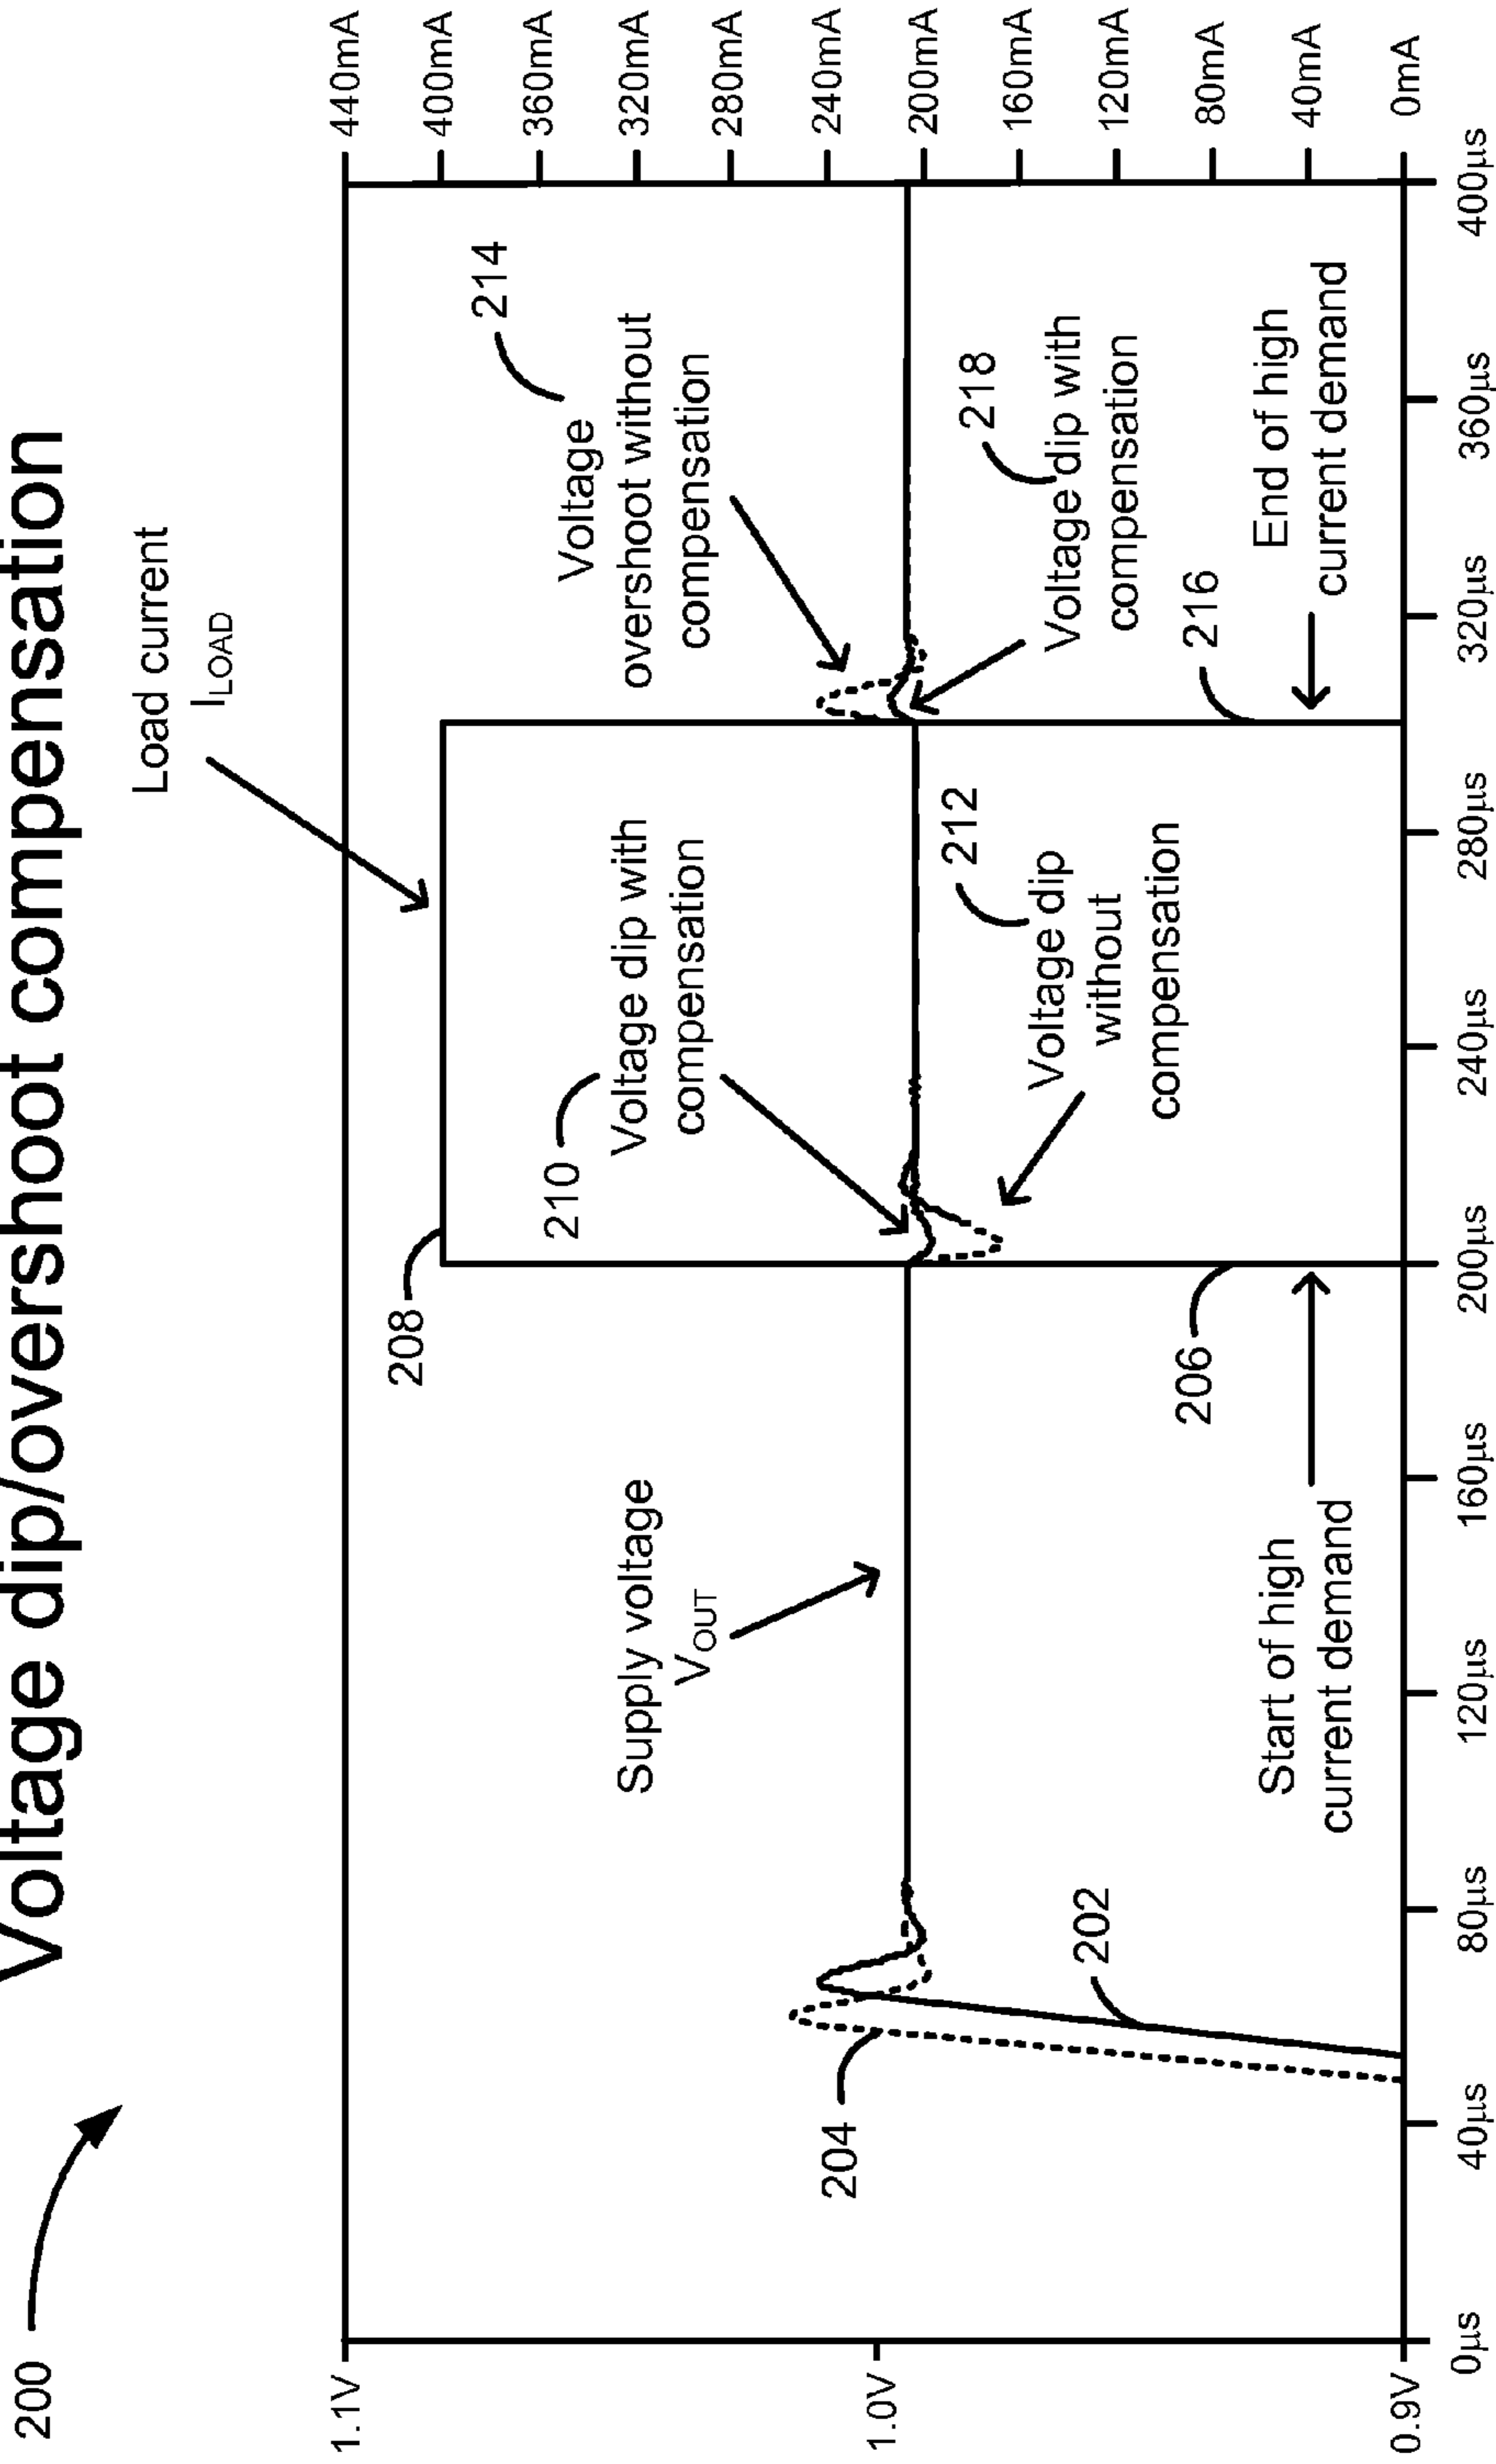 Voltage dip/overshoot compensation
200
Load current
I_LOAD
1.1V
1.0V
0.9V
440mA
400mA
360mA
320mA
280mA
240mA
200mA
160mA
120mA
80mA
40mA
0mA
208
210
Voltage dip with
compensation
214
Voltage
overshoot without
compensation
Supply voltage
V_OUT
204
202
212
Voltage dip
without
compensation
218
Voltage dip with
compensation
206
216
Start of high
current demand
End of high
current demand
0µs
40µs
80µs
120µs
160µs
200µs
240µs
280µs
320µs
360µs
400µs